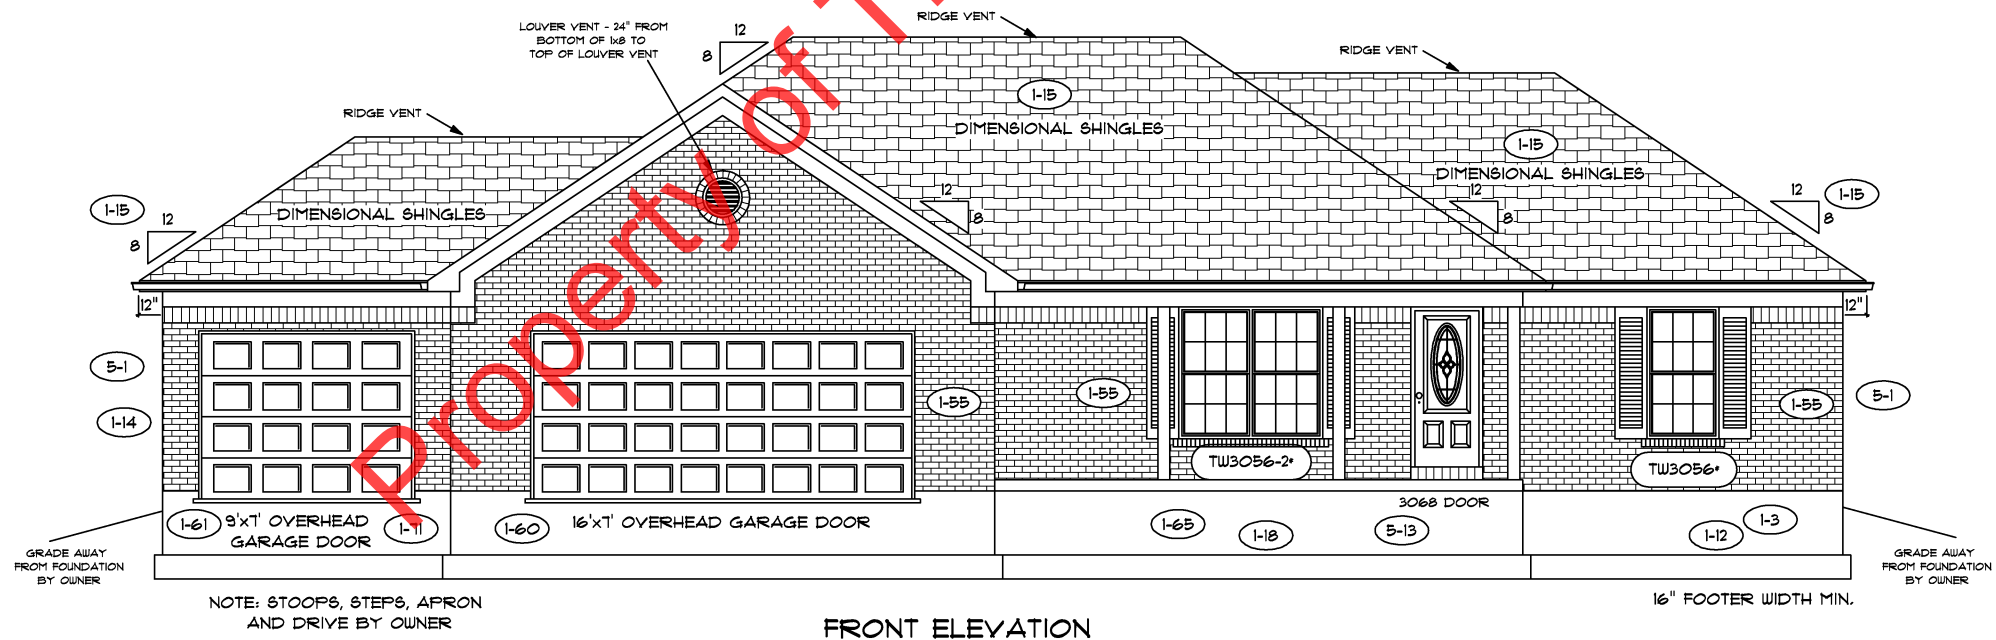 LOUVER VENT - 24" FROM
BOTTOM OF 1x8 TO
TOP OF LOUVER VENT
12
8
RIDGE VENT
RIDGE VENT
RIDGE VENT
1-15
DIMENSIONAL SHINGLES
1-15
DIMENSIONAL SHINGLES
1-15
12
8
DIMENSIONAL SHINGLES
12
8
12
8
12
8
1-15
12"
12"
5-1
1-14
1-55
1-55
1-55
5-1
TW3056-2*
TW3056*
3068 DOOR
1-61
9'x7' OVERHEAD
GARAGE DOOR
1-71
1-60
16'x7' OVERHEAD GARAGE DOOR
1-65
1-18
5-13
1-12
1-3
GRADE AWAY
FROM FOUNDATION
BY OWNER
GRADE AWAY
FROM FOUNDATION
BY OWNER
NOTE: STOOPS, STEPS, APRON
AND DRIVE BY OWNER
16" FOOTER WIDTH MIN.
FRONT ELEVATION
Property of